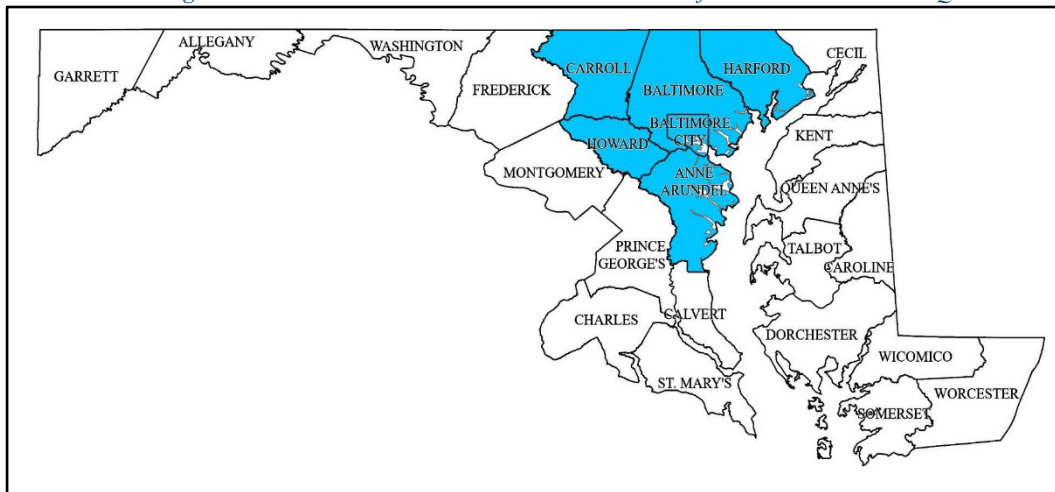 ALLEGANY
WASHINGTON
CECIL
GARRETT
CARROLL
HARFORD
FREDERICK
BALTIMORE
BALTIMORE
CITY
KENT
HOWARD
MONTGOMERY
ANNE
ARUNDEL
QUEEN ANNE'S
PRINCE
GEORGE'S
TALBOT
CAROLINE
CHARLES
CALVERT
DORCHESTER
WICOMICO
ST. MARY'S
WORCESTER
SOMERSET